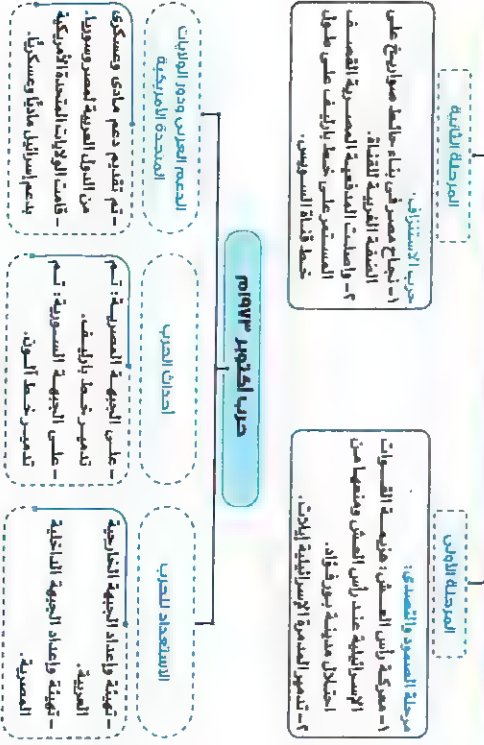 المرحلة الأولى
مرحلة الصمود والتصدى:
١- معركة رأس العش: هزيمة القوات
الإسرائيلية عند رأس العش ومنعها من
احتلال مدينة بورفؤاد.
٢- تدمير المدمرة الإسرائيلية إيلات.
المرحلة الثانية
حرب الاستنزاف:
١- نجاح مصر فى بناء حائط صواريخ على
الضفة الغربية للقناة.
٢- واصلت المدفعية المصرية القصف
المستمر على خط بارليف على طول
خط قناة السويس.
حرب أكتوبر ١٩٧٣م
الاستعداد للحرب
- تهيئة وإعداد الجبهة الخارجية
العربية.
- تهيئة وإعداد الجبهة الداخلية
المصرية.
أحداث الحرب
- على الجبهة المصرية: تم
تدمير خط بارليف.
- على الجبهة السورية: تم
تدمير خط آلون.
الدعم العربى ودور الولايات
المتحدة الأمريكية
- تم تقديم دعم مادى وعسكرى
من الدول العربية لمصر وسوريا.
- قامت الولايات المتحدة الأمريكية
بدعم إسرائيل ماديًا وعسكريًا.